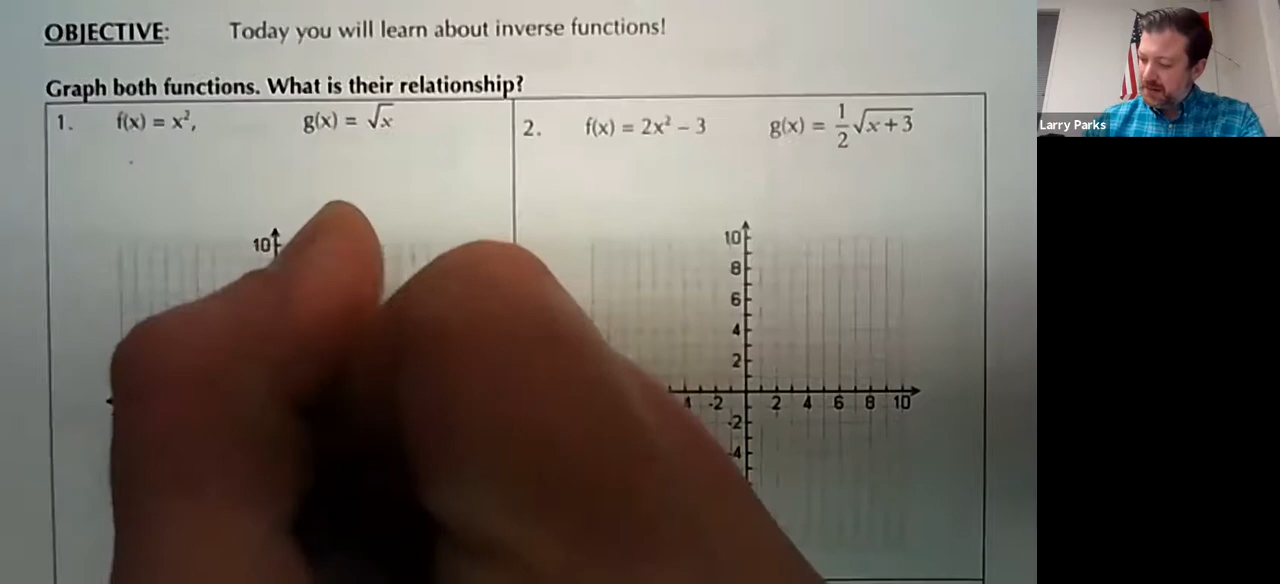 OBJECTIVE: Today you will learn about inverse functions!
Graph both functions. What is their relationship?
1. f(x) = x², g(x) = √x
2. f(x) = 2x² – 3 g(x) = 1/2 √x + 3
10
10
8
6
4
2
4 -2 2 4 6 8 10
-2
-4
Larry Parks